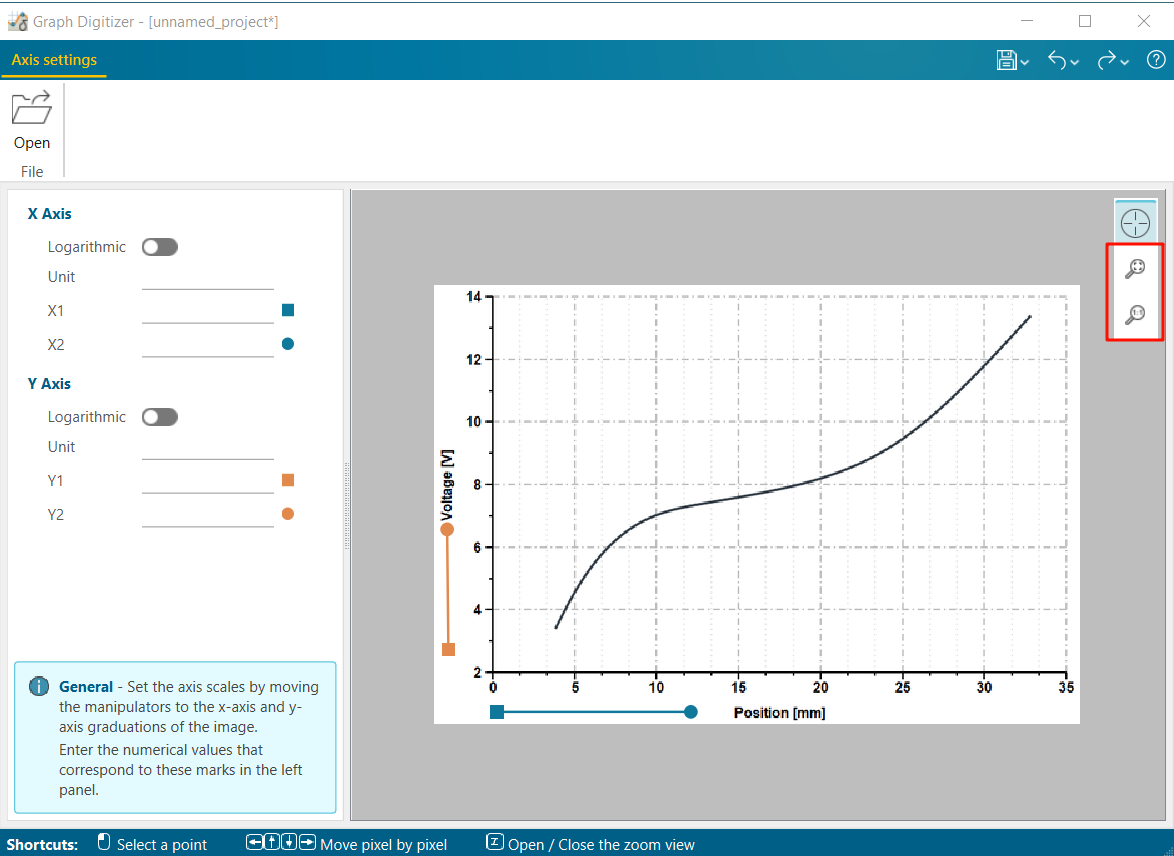 Graph Digitizer - [unnamed_project*]
Axis settings
Open
File
X Axis
Logarithmic
Unit
X1
X2
Y Axis
Logarithmic
Unit
Y1
Y2
General - Set the axis scales by moving
the manipulators to the x-axis and y-
axis graduations of the image.
Enter the numerical values that
correspond to these marks in the left
panel.
1:1
14
12
10
8
6
4
2
Voltage [V]
0 5 10 15 20 25 30 35
Position [mm]
Shortcuts: Select a point Move pixel by pixel Z Open / Close the zoom view